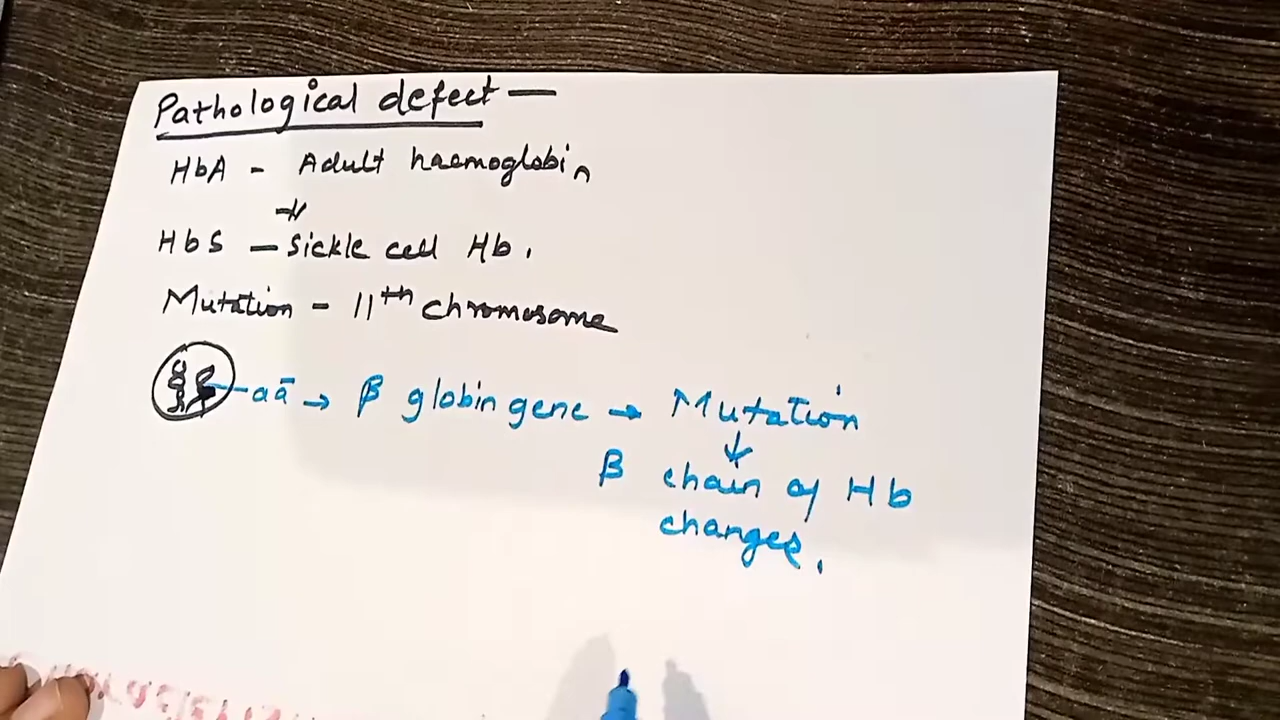 Pathological defect —
HbA - Adult haemoglobin
HbS — Sickle cell Hb.
Mutation - 11th chromosome
aā → β globin gene → Mutation
↓
β chain of Hb
changes.